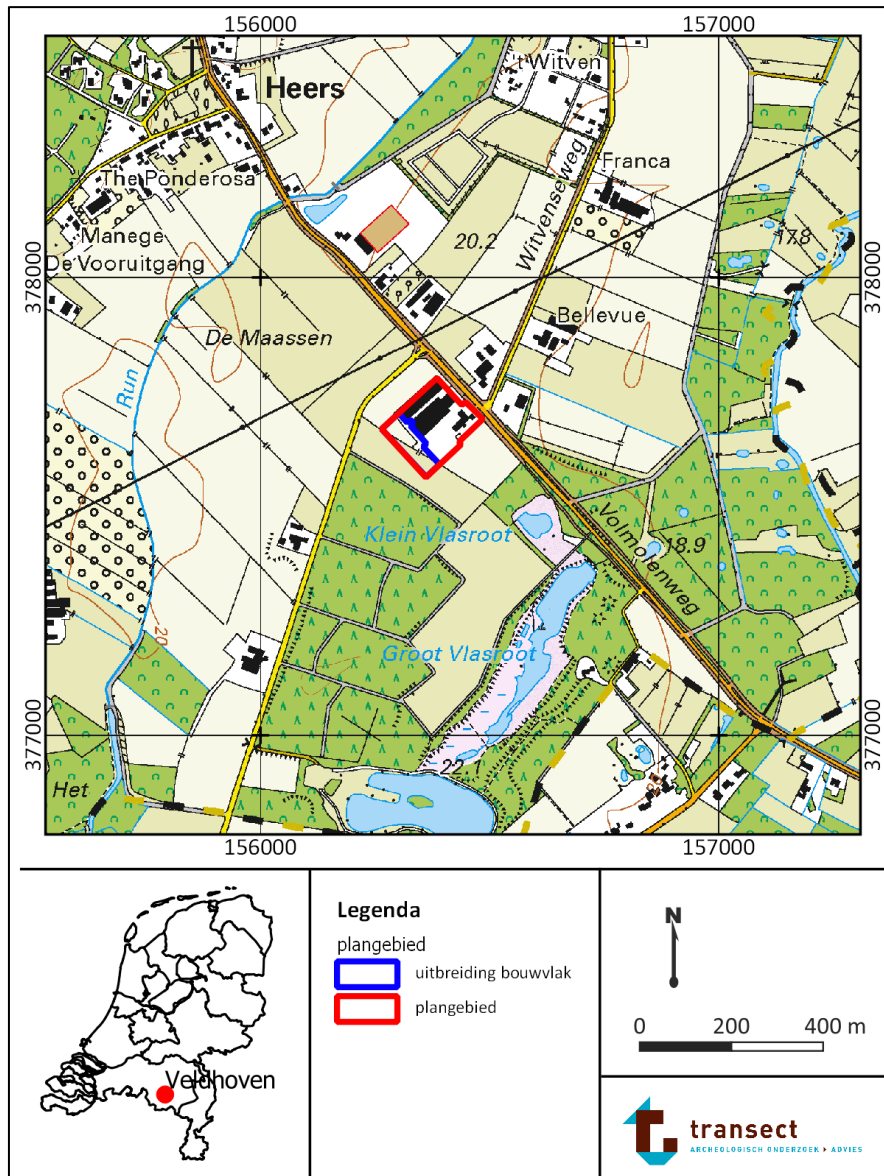 156000
157000
't Witven
Heers
Witvenseweg
Franca
The Ponderosa
Manege
De Vooruitgang
20.2
17.8
378000
378000
De Maassen
Bellevue
Run
Klein Vlasroot
Volmolenweg
18.9
Groot Vlasroot
20
377000
377000
22.1
Het
156000
157000
Veldhoven
Legenda
plangebied
uitbreiding bouwvlak
plangebied
N
0 200 400 m
transect
ARCHEOLOGISCH ONDERZOEK ▸ ADVIES